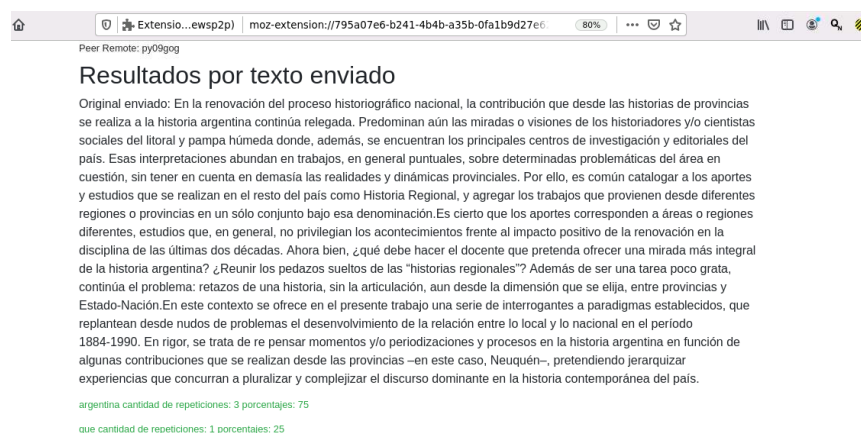 Extensio…ewsp2p) moz-extension://795a07e6-b241-4b4b-a35b-0fa1b9d27e6 80%
Peer Remote: py09gog
Resultados por texto enviado
Original enviado: En la renovación del proceso historiográfico nacional, la contribución que desde las historias de provincias
se realiza a la historia argentina continúa relegada. Predominan aún las miradas o visiones de los historiadores y/o cientistas
sociales del litoral y pampa húmeda donde, además, se encuentran los principales centros de investigación y editoriales del
país. Esas interpretaciones abundan en trabajos, en general puntuales, sobre determinadas problemáticas del área en
cuestión, sin tener en cuenta en demasía las realidades y dinámicas provinciales. Por ello, es común catalogar a los aportes
y estudios que se realizan en el resto del país como Historia Regional, y agregar los trabajos que provienen desde diferentes
regiones o provincias en un sólo conjunto bajo esa denominación.Es cierto que los aportes corresponden a áreas o regiones
diferentes, estudios que, en general, no privilegian los acontecimientos frente al impacto positivo de la renovación en la
disciplina de las últimas dos décadas. Ahora bien, ¿qué debe hacer el docente que pretenda ofrecer una mirada más integral
de la historia argentina? ¿Reunir los pedazos sueltos de las “historias regionales”? Además de ser una tarea poco grata,
continúa el problema: retazos de una historia, sin la articulación, aun desde la dimensión que se elija, entre provincias y
Estado-Nación.En este contexto se ofrece en el presente trabajo una serie de interrogantes a paradigmas establecidos, que
replantean desde nudos de problemas el desenvolvimiento de la relación entre lo local y lo nacional en el período
1884-1990. En rigor, se trata de re pensar momentos y/o periodizaciones y procesos en la historia argentina en función de
algunas contribuciones que se realizan desde las provincias –en este caso, Neuquén–, pretendiendo jerarquizar
experiencias que concurran a pluralizar y complejizar el discurso dominante en la historia contemporánea del país.
argentina cantidad de repeticiones: 3 porcentajes: 75
que cantidad de repeticiones: 1 porcentajes: 25